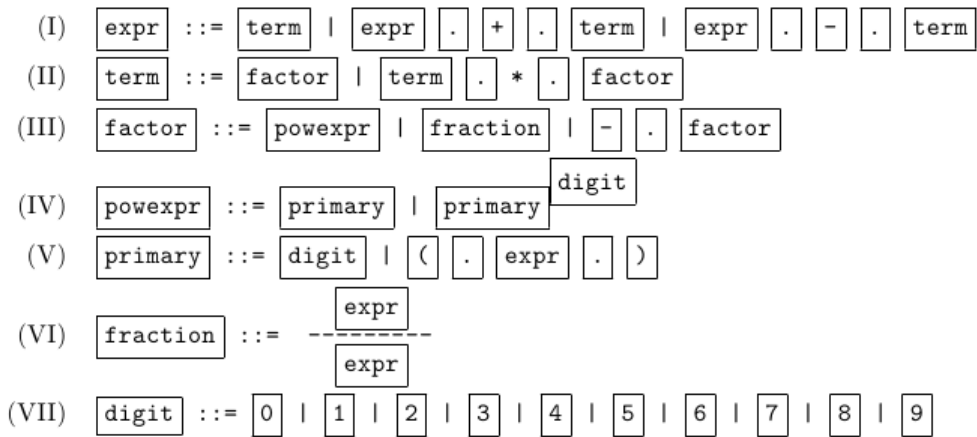 (I) expr ::= term | expr . + . term | expr . - . term
(II) term ::= factor | term . * . factor
(III) factor ::= powexpr | fraction | - . factor
(IV) powexpr ::= primary | primary digit
(V) primary ::= digit | ( . expr . )
(VI) fraction ::= expr
----------
expr
(VII) digit ::= 0 | 1 | 2 | 3 | 4 | 5 | 6 | 7 | 8 | 9